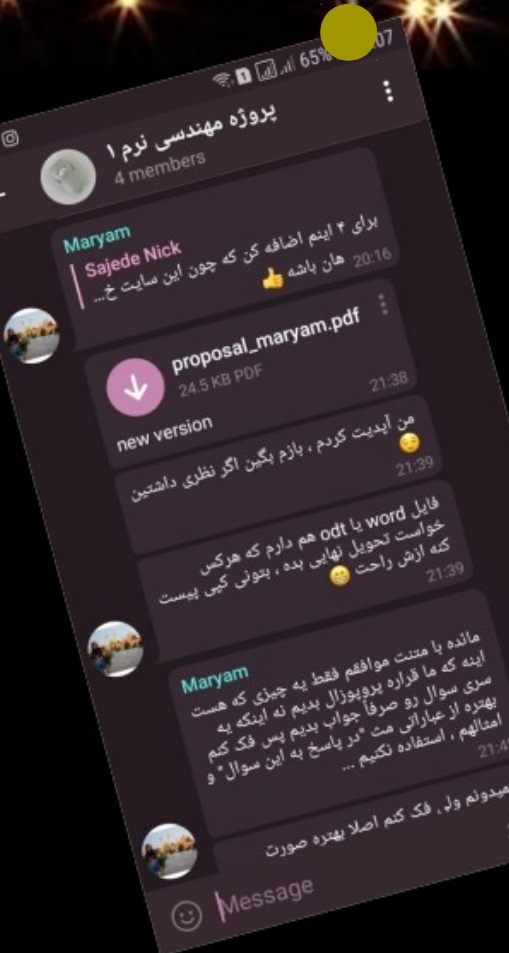 65%
07
پروژه مهندسی نرم ۱
4 members
Maryam
Sajede Nick
برای ۴ اینم اضافه کن که چون این سایت خ...
هان باشه 👍
20:16
proposal_maryam.pdf
24.5 KB PDF
21:38
new version
من آپدیت کردم ، بازم بگین اگر نظری داشتین
😌
21:39
فایل word یا odt هم دارم که هرکس
خواست تحویل نهایی بده ، بتونی کپی پیست
کنه ازش راحت 😁
21:39
Maryam
مائده با متنت موافقم فقط یه چیزی که هست
اینه که ما قراره پروپوزال بدیم نه اینکه یه
سری سوال رو صرفاً جواب بدیم پس فک کنم
بهتره از عباراتی مث "در پاسخ به این سوال" و
امثالهم ، استفاده نکنیم ...
میدونم ولی ، فک کنم اصلا بهتره صورت
Message